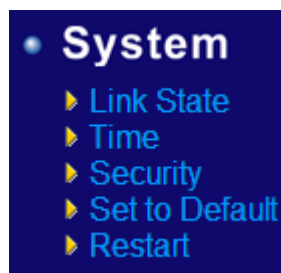 System
Link State
Time
Security
Set to Default
Restart